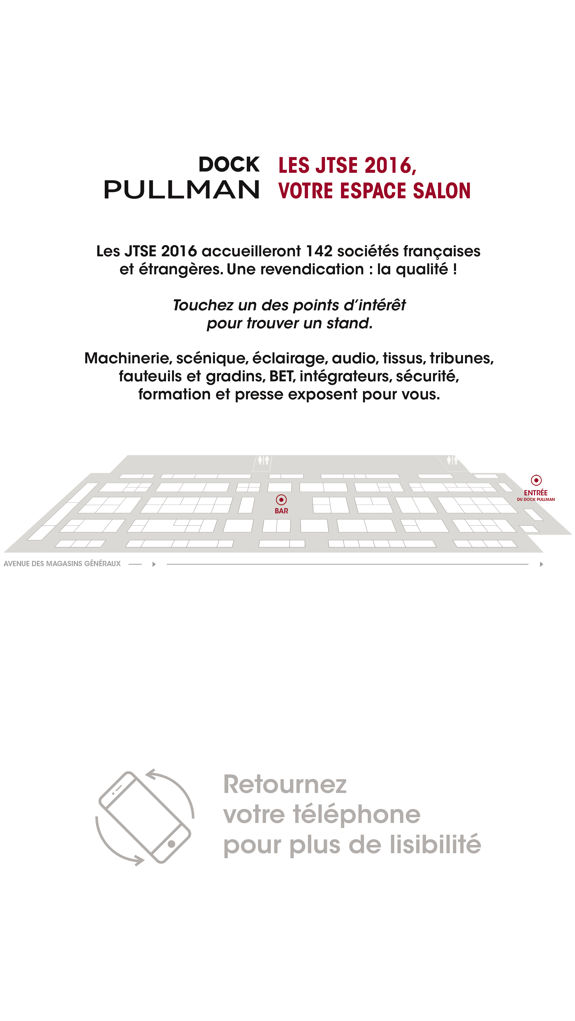 DOCK
PULLMAN
LES JTSE 2016,
VOTRE ESPACE SALON
Les JTSE 2016 accueilleront 142 sociétés françaises
et étrangères. Une revendication : la qualité !
Touchez un des points d'intérêt
pour trouver un stand.
Machinerie, scénique, éclairage, audio, tissus, tribunes,
fauteuils et gradins, BET, intégrateurs, sécurité,
formation et presse exposent pour vous.
ENTRÉE
DU DOCK PULLMAN
BAR
AVENUE DES MAGASINS GÉNÉRAUX
Retournez
votre téléphone
pour plus de lisibilité